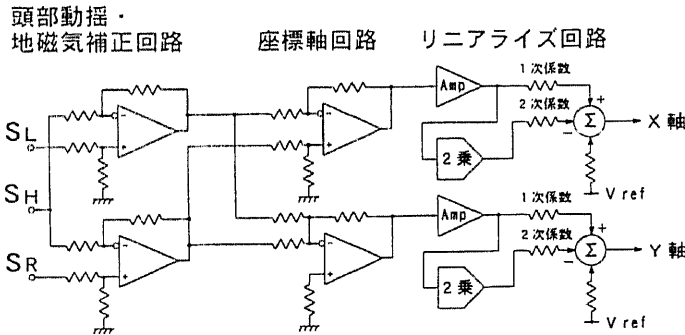 頭部動揺・
地磁気補正回路
座標軸回路
リニアライズ回路
SL
SH
SR
-
+
-
+
-
+
-
+
Amp
1次係数
2次係数
2乗
+
-
Σ
X軸
Vref
Amp
1次係数
2次係数
2乗
+
-
Σ
Y軸
Vref